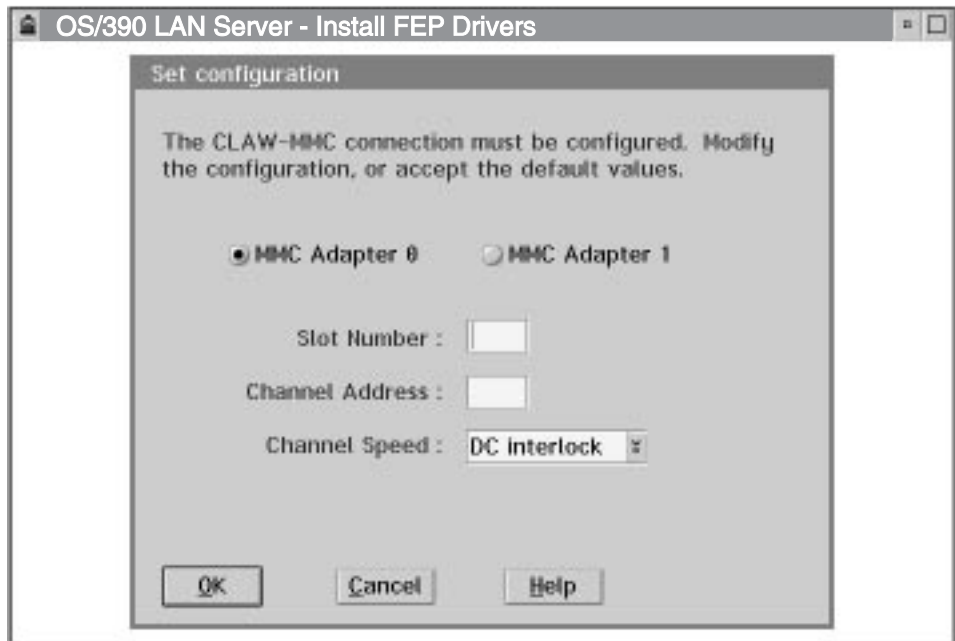 OS/390 LAN Server - Install FEP Drivers
Set configuration
The CLAW-MMC connection must be configured. Modify
the configuration, or accept the default values.
MMC Adapter 0 MMC Adapter 1
Slot Number :
Channel Address :
Channel Speed : DC interlock
OK Cancel Help